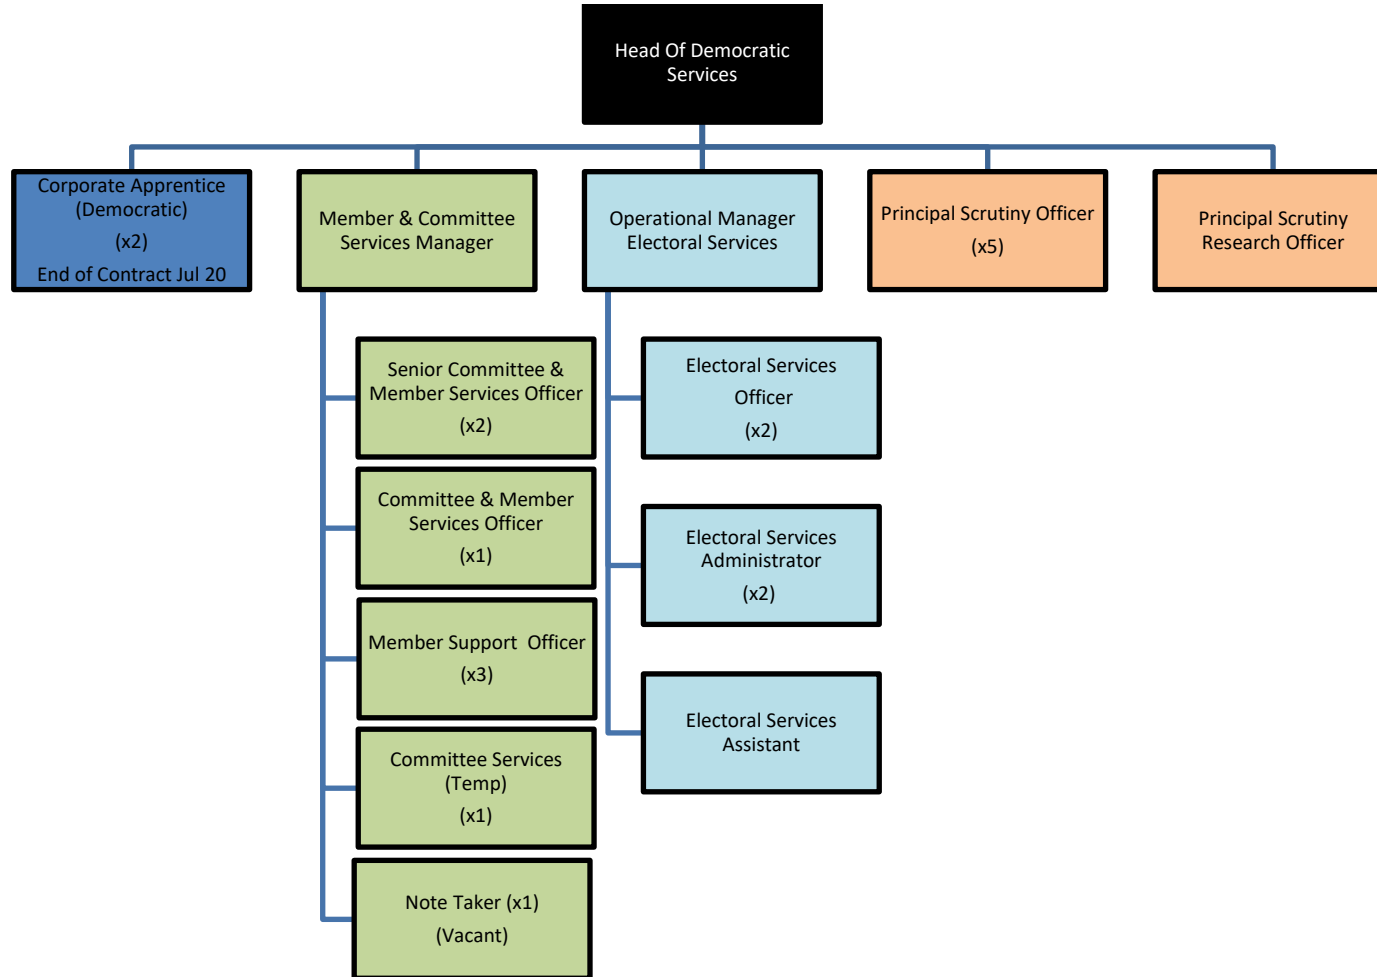 Head Of Democratic
Services
Corporate Apprentice
(Democratic)
(x2)
End of Contract Jul 20
Member & Committee
Services Manager
Operational Manager
Electoral Services
Principal Scrutiny Officer
(x5)
Principal Scrutiny
Research Officer
Senior Committee &
Member Services Officer
(x2)
Committee & Member
Services Officer
(x1)
Member Support  Officer
(x3)
Committee Services
(Temp)
(x1)
Note Taker (x1)
(Vacant)
Electoral Services
Officer
(x2)
Electoral Services
Administrator
(x2)
Electoral Services
Assistant